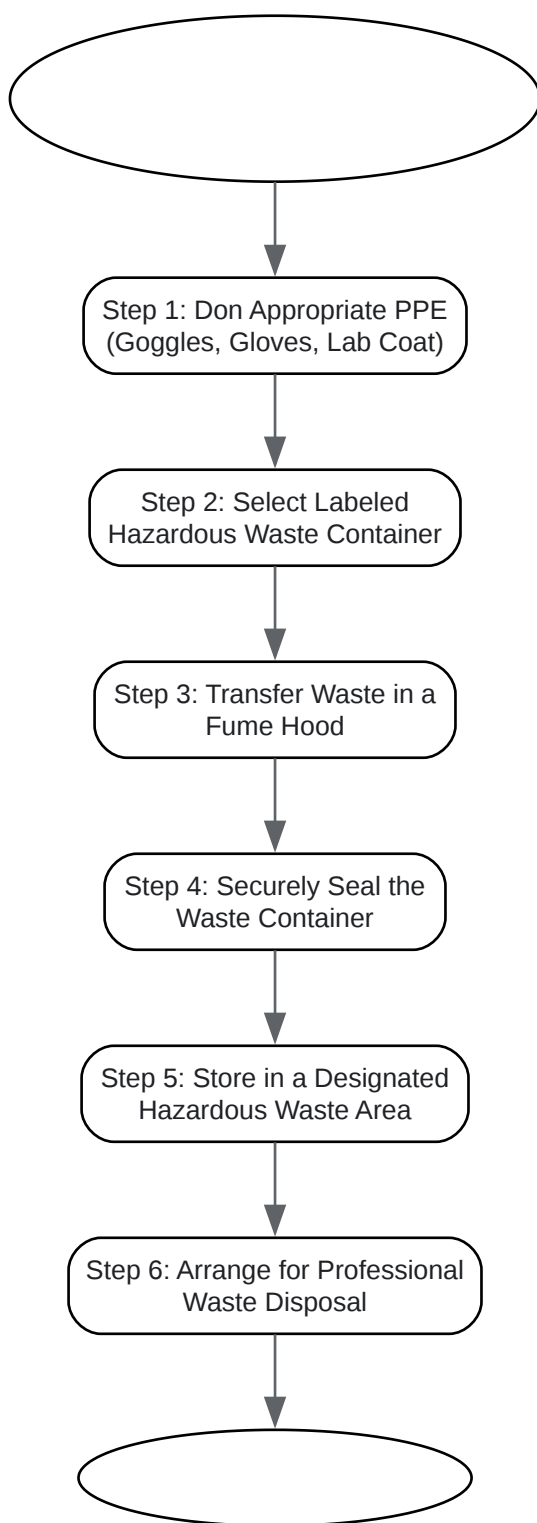 Step 1: Don Appropriate PPE
(Goggles, Gloves, Lab Coat)
Step 2: Select Labeled
Hazardous Waste Container
Step 3: Transfer Waste in a
Fume Hood
Step 4: Securely Seal the
Waste Container
Step 5: Store in a Designated
Hazardous Waste Area
Step 6: Arrange for Professional
Waste Disposal